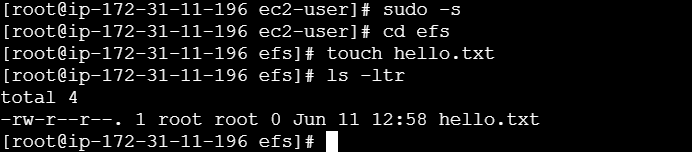 [root@ip-172-31-11-196 ec2-user]# sudo -s
[root@ip-172-31-11-196 ec2-user]# cd efs
[root@ip-172-31-11-196 efs]# touch hello.txt
[root@ip-172-31-11-196 efs]# ls -ltr
total 4
-rw-r--r--. 1 root root 0 Jun 11 12:58 hello.txt
[root@ip-172-31-11-196 efs]#